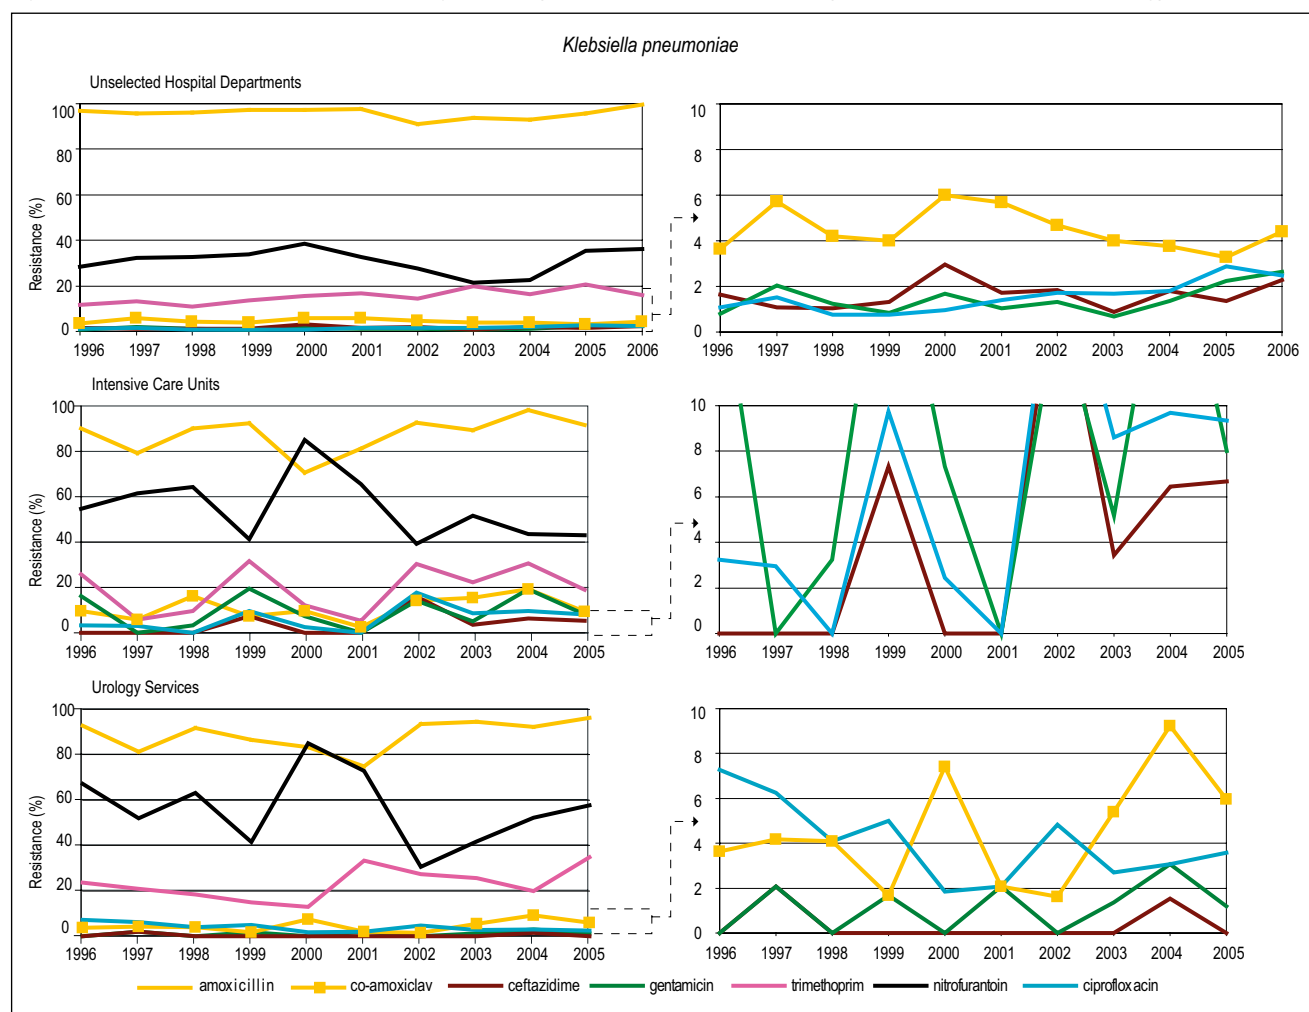 Klebsiella pneumoniae
Unselected Hospital Departments
Resistance (%)
100
80
60
40
20
0
1996 1997 1998 1999 2000 2001 2002 2003 2004 2005 2006
10
8
6
4
2
0
1996 1997 1998 1999 2000 2001 2002 2003 2004 2005 2006
Intensive Care Units
Resistance (%)
100
80
60
40
20
0
1996 1997 1998 1999 2000 2001 2002 2003 2004 2005
10
8
6
4
2
0
1996 1997 1998 1999 2000 2001 2002 2003 2004 2005
Urology Services
Resistance (%)
100
80
60
40
20
0
1996 1997 1998 1999 2000 2001 2002 2003 2004 2005
10
8
6
4
2
0
1996 1997 1998 1999 2000 2001 2002 2003 2004 2005
amoxicillin co-amoxiclav ceftazidime gentamicin trimethoprim nitrofurantoin ciprofloxacin